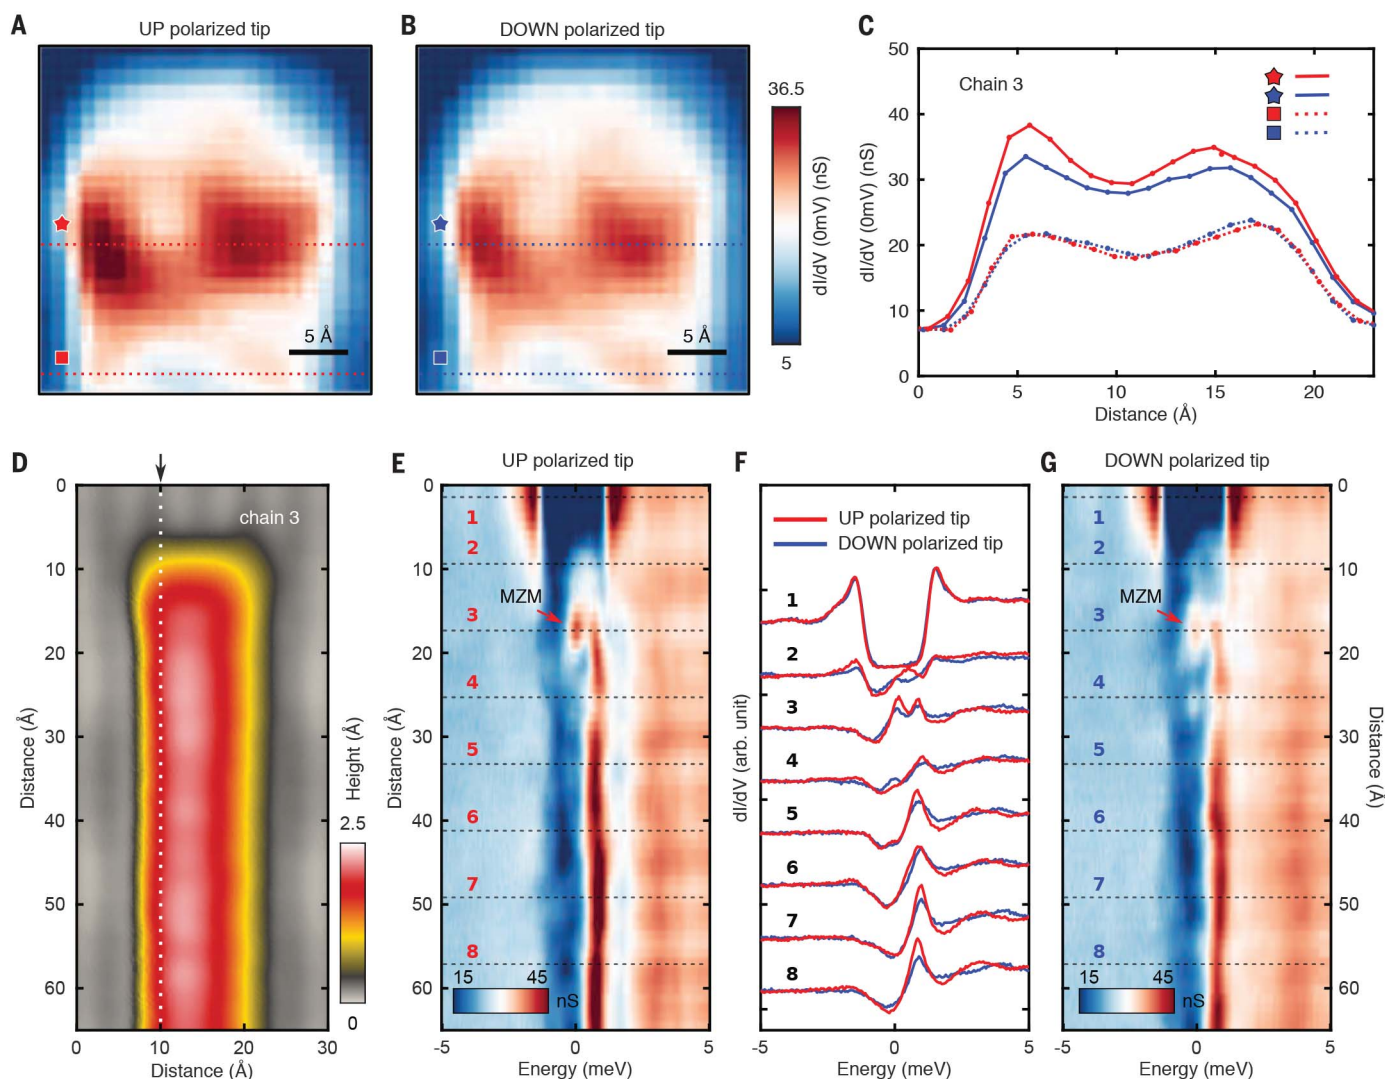 A
UP polarized tip
5 Å
B
DOWN polarized tip
5 Å
36.5
dI/dV (0mV) (nS)
5
C
Chain 3
50
40
30
20
10
0
dI/dV (0mV) (nS)
0
5
10
15
20
Distance (Å)
D
chain 3
0
10
20
30
40
50
60
Distance (Å)
0
10
20
30
Distance (Å)
Height (Å)
2.5
0
E
UP polarized tip
0
10
20
30
40
50
60
Distance (Å)
1
2
MZM
3
4
5
6
7
8
15
45
nS
-5
0
5
Energy (meV)
F
UP polarized tip
DOWN polarized tip
1
2
3
4
5
6
7
8
dI/dV (arb. unit)
-5
0
5
Energy (meV)
G
DOWN polarized tip
1
2
MZM
3
4
5
6
7
8
15
45
nS
0
10
20
30
40
50
60
Distance (Å)
-5
0
5
Energy (meV)